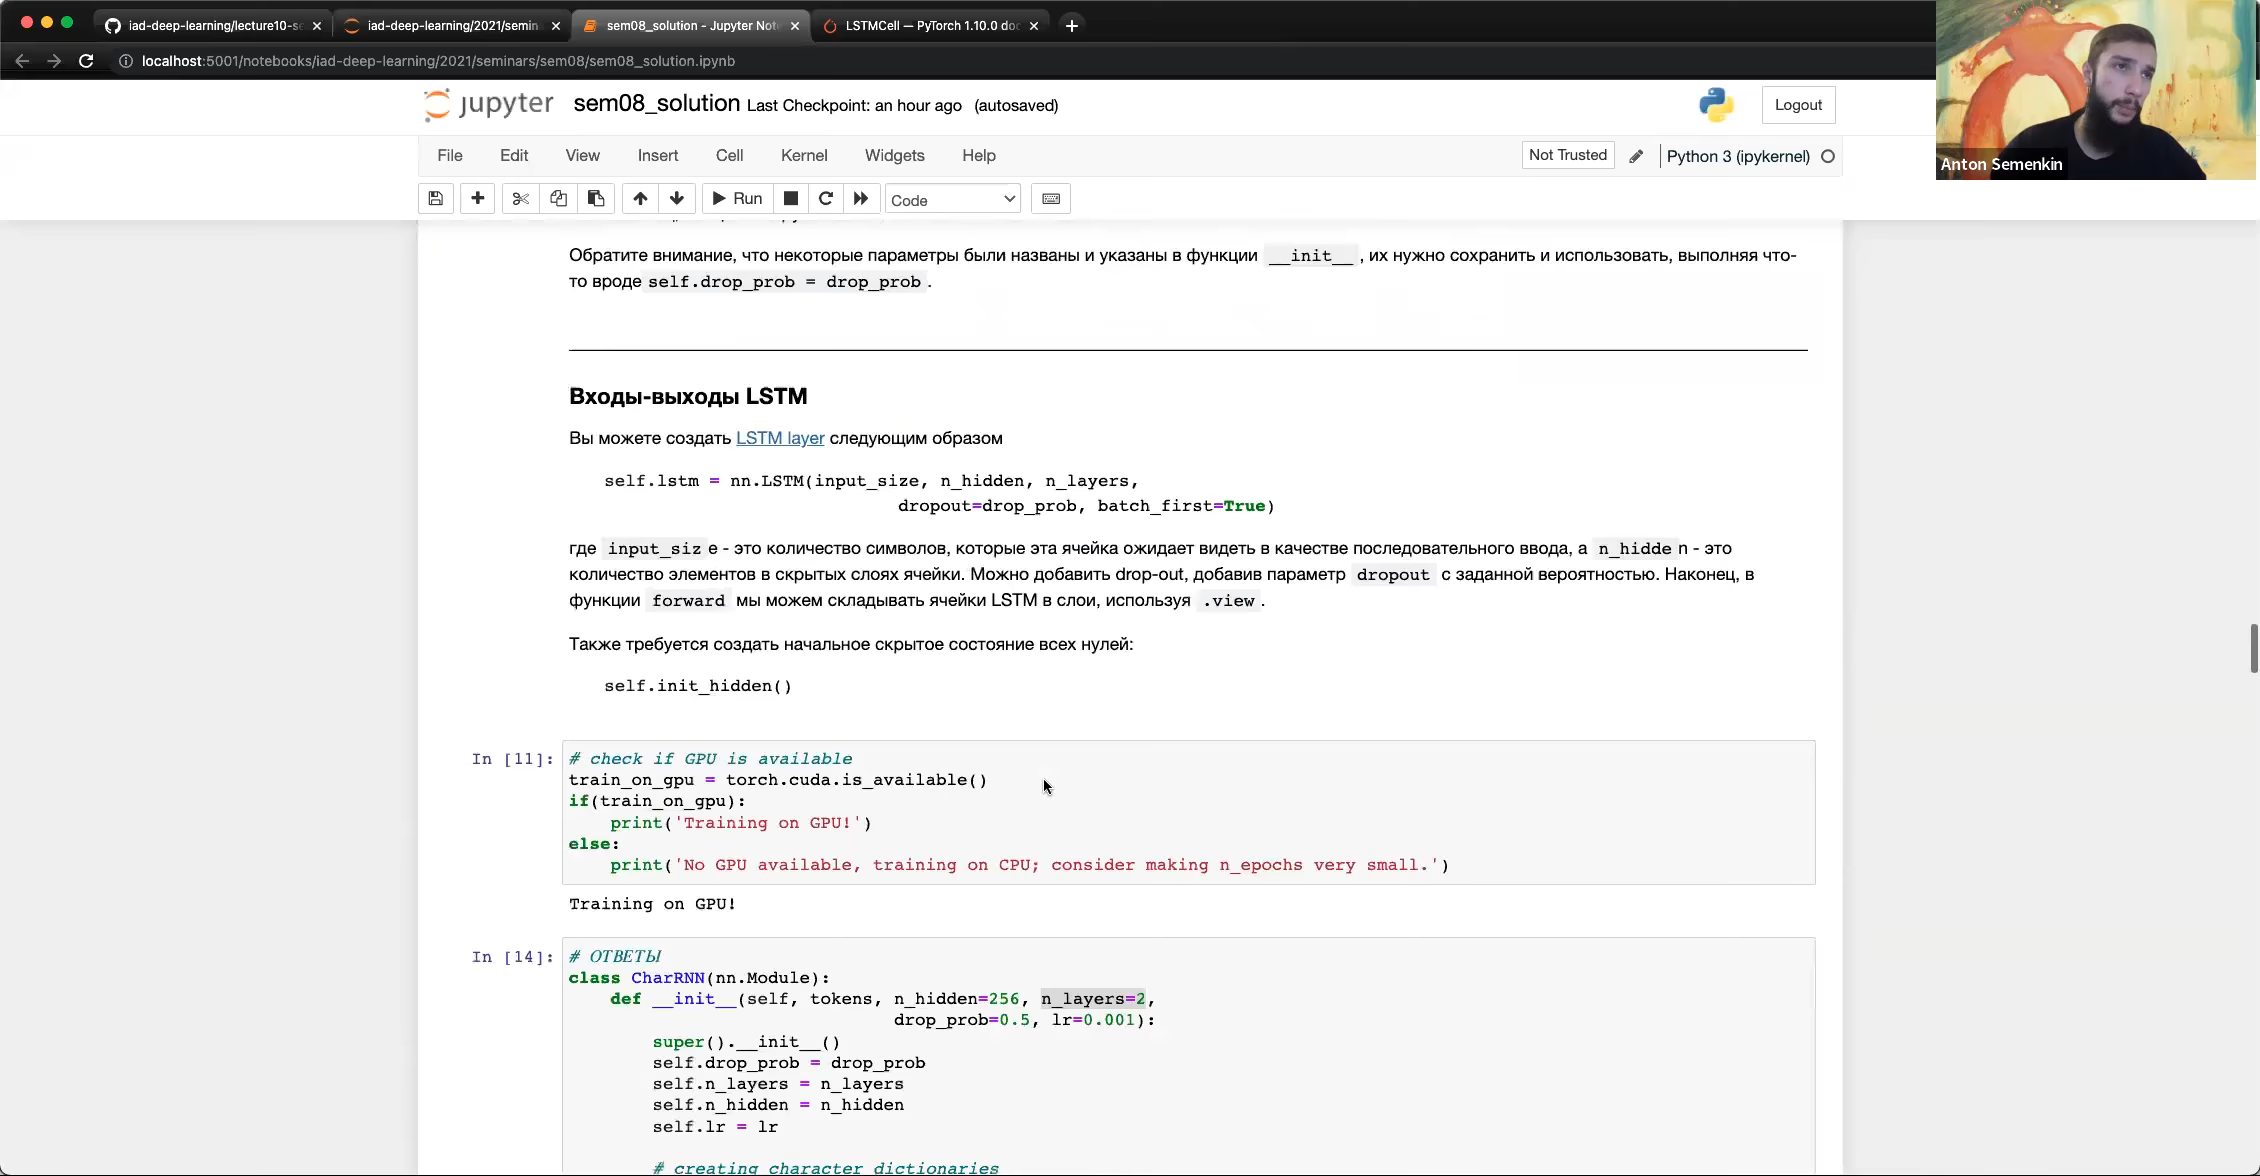 iad-deep-learning/lecture10-se
iad-deep-learning/2021/semin
sem08_solution - Jupyter Note
LSTMCell — PyTorch 1.10.0 doc
localhost:5001/notebooks/iad-deep-learning/2021/seminars/sem08/sem08_solution.ipynb
jupyter sem08_solution Last Checkpoint: an hour ago (autosaved)
Logout
Anton Semenkin
File Edit View Insert Cell Kernel Widgets Help
Not Trusted Python 3 (ipykernel)
Run Code
Обратите внимание, что некоторые параметры были названы и указаны в функции __init__ , их нужно сохранить и использовать, выполняя что-
то вроде self.drop_prob = drop_prob .
Входы-выходы LSTM
Вы можете создать LSTM layer следующим образом
self.lstm = nn.LSTM(input_size, n_hidden, n_layers,
dropout=drop_prob, batch_first=True)
где input_siz e - это количество символов, которые эта ячейка ожидает видеть в качестве последовательного ввода, а n_hidde n - это
количество элементов в скрытых слоях ячейки. Можно добавить drop-out, добавив параметр dropout с заданной вероятностью. Наконец, в
функции forward мы можем складывать ячейки LSTM в слои, используя .view .
Также требуется создать начальное скрытое состояние всех нулей:
self.init_hidden()
In [11]: # check if GPU is available
train_on_gpu = torch.cuda.is_available()
if(train_on_gpu):
print('Training on GPU!')
else:
print('No GPU available, training on CPU; consider making n_epochs very small.')
Training on GPU!
In [14]: # ОТВЕТЫ
class CharRNN(nn.Module):
def __init__(self, tokens, n_hidden=256, n_layers=2,
drop_prob=0.5, lr=0.001):
super().__init__()
self.drop_prob = drop_prob
self.n_layers = n_layers
self.n_hidden = n_hidden
self.lr = lr
# creating character dictionaries